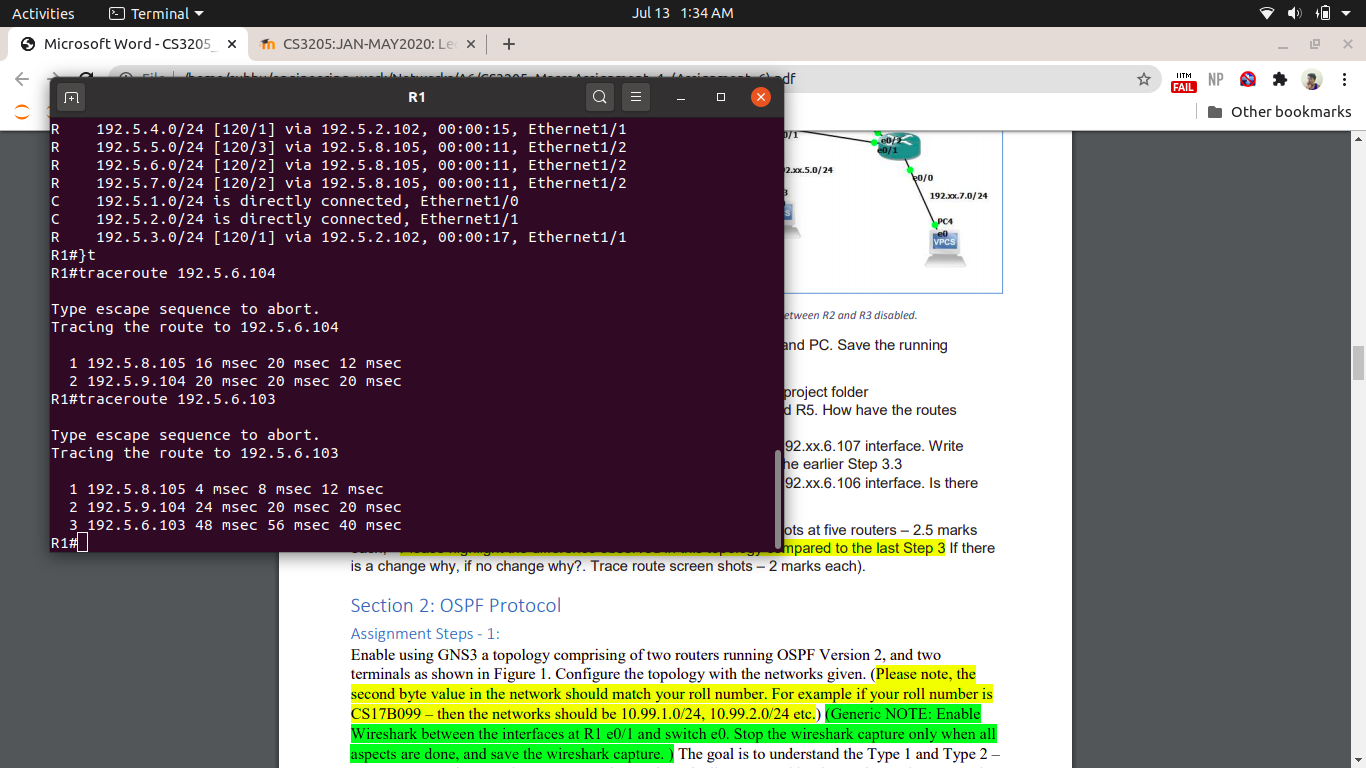 Activities
Terminal
Jul 13 1:34 AM
Microsoft Word - CS3205_
CS3205:JAN-MAY2020: Le
IITM
FAIL
NP
Other bookmarks
R1
R 192.5.4.0/24 [120/1] via 192.5.2.102, 00:00:15, Ethernet1/1
R 192.5.5.0/24 [120/3] via 192.5.8.105, 00:00:11, Ethernet1/2
R 192.5.6.0/24 [120/2] via 192.5.8.105, 00:00:11, Ethernet1/2
R 192.5.7.0/24 [120/2] via 192.5.8.105, 00:00:11, Ethernet1/2
C 192.5.1.0/24 is directly connected, Ethernet1/0
C 192.5.2.0/24 is directly connected, Ethernet1/1
R 192.5.3.0/24 [120/1] via 192.5.2.102, 00:00:17, Ethernet1/1
R1#}t
R1#traceroute 192.5.6.104
Type escape sequence to abort.
Tracing the route to 192.5.6.104
1 192.5.8.105 16 msec 20 msec 12 msec
2 192.5.9.104 20 msec 20 msec 20 msec
R1#traceroute 192.5.6.103
Type escape sequence to abort.
Tracing the route to 192.5.6.103
1 192.5.8.105 4 msec 8 msec 12 msec
2 192.5.9.104 24 msec 20 msec 20 msec
3 192.5.6.103 48 msec 56 msec 40 msec
R1#
0/1
e0/2
e0/1
2.xx.5.0/24
e0/0
192.xx.7.0/24
PC4
e0
VPCS
etween R2 and R3 disabled.
and PC. Save the running
project folder
d R5. How have the routes
92.xx.6.107 interface. Write
he earlier Step 3.3
92.xx.6.106 interface. Is there
ots at five routers – 2.5 marks
compared to the last Step 3 If there
is a change why, if no change why?. Trace route screen shots – 2 marks each).
Section 2: OSPF Protocol
Assignment Steps - 1:
Enable using GNS3 a topology comprising of two routers running OSPF Version 2, and two
terminals as shown in Figure 1. Configure the topology with the networks given. (Please note, the
second byte value in the network should match your roll number. For example if your roll number is
CS17B099 – then the networks should be 10.99.1.0/24, 10.99.2.0/24 etc.) (Generic NOTE: Enable
Wireshark between the interfaces at R1 e0/1 and switch e0. Stop the wireshark capture only when all
aspects are done, and save the wireshark capture. ) The goal is to understand the Type 1 and Type 2 –